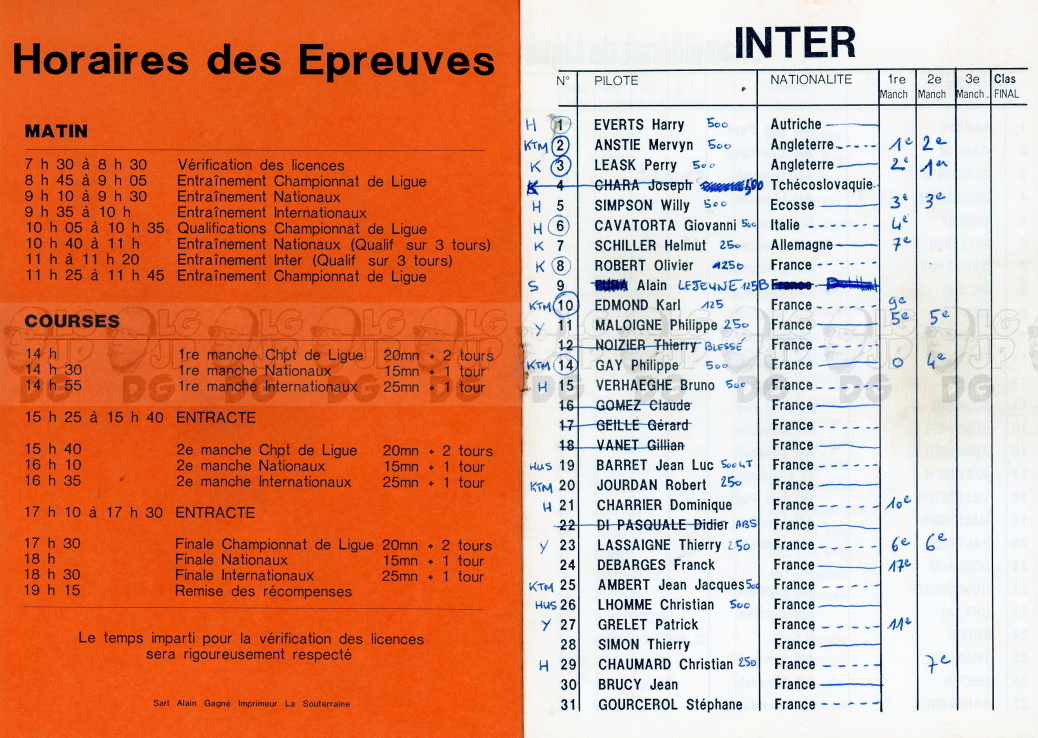 Horaires des Epreuves
MATIN
7 h 30 à 8 h 30 Vérification des licences
8 h 45 à 9 h 05 Entraînement Championnat de Ligue
9 h 10 à 9 h 30 Entraînement Nationaux
9 h 35 à 10 h Entraînement Internationaux
10 h 05 à 10 h 35 Qualifications Championnat de Ligue
10 h 40 à 11 h Entraînement Nationaux (Qualif sur 3 tours)
11 h à 11 h 20 Entraînement Inter (Qualif sur 3 tours)
11 h 25 à 11 h 45 Entraînement Championnat de Ligue
COURSES
14 h 1re manche Chpt de Ligue 20mn + 2 tours
14 h 30 1re manche Nationaux 15mn + 1 tour
14 h 55 1re manche Internationaux 25mn + 1 tour
15 h 25 à 15 h 40 ENTRACTE
15 h 40 2e manche Chpt de Ligue 20mn + 2 tours
16 h 10 2e manche Nationaux 15mn + 1 tour
16 h 35 2e manche Internationaux 25mn + 1 tour
17 h 10 à 17 h 30 ENTRACTE
17 h 30 Finale Championnat de Ligue 20mn + 2 tours
18 h Finale Nationaux 15mn + 1 tour
18 h 30 Finale Internationaux 25mn + 1 tour
19 h 15 Remise des récompenses
Le temps imparti pour la vérification des licences
sera rigoureusement respecté
Sarl Alain Gagné Imprimeur La Souterraine
INTER
N° PILOTE NATIONALITE 1re Manch 2e Manch 3e Manch. Clas FINAL
H 1 EVERTS Harry 500 Autriche
KTM 2 ANSTIE Mervyn 500 Angleterre 1e 2e
K 3 LEASK Perry 500 Angleterre 2e 1er
K 4 CHARA Joseph 500 Tchécoslovaquie
H 5 SIMPSON Willy 500 Ecosse 3e 3e
H 6 CAVATORTA Giovanni 500 Italie 4e
K 7 SCHILLER Helmut 250 Allemagne 7e
K 8 ROBERT Olivier 1250 France
S 9 Alain LEJEUNE 125 B France
KTM 10 EDMOND Karl 125 France 9e
Y 11 MALOIGNE Philippe 250 France 5e 5e
12 NOIZIER Thierry BLESSÉ France
KTM 14 GAY Philippe 500 France 0 4e
H 15 VERHAEGHE Bruno 500 France
16 GOMEZ Claude France
17 GEILLE Gérard France
18 VANET Gillian France
HUS 19 BARRET Jean Luc 500 4T France
KTM 20 JOURDAN Robert 250 France
H 21 CHARRIER Dominique France 10e
22 DI PASQUALE Didier ABS France
Y 23 LASSAIGNE Thierry 250 France 6e 6e
24 DEBARGES Franck France 17e
KTM 25 AMBERT Jean Jacques 500 France
HUS 26 LHOMME Christian 500 France
Y 27 GRELET Patrick France 11e
28 SIMON Thierry France
H 29 CHAUMARD Christian 250 France 7e
30 BRUCY Jean France
31 GOURCEROL Stéphane France